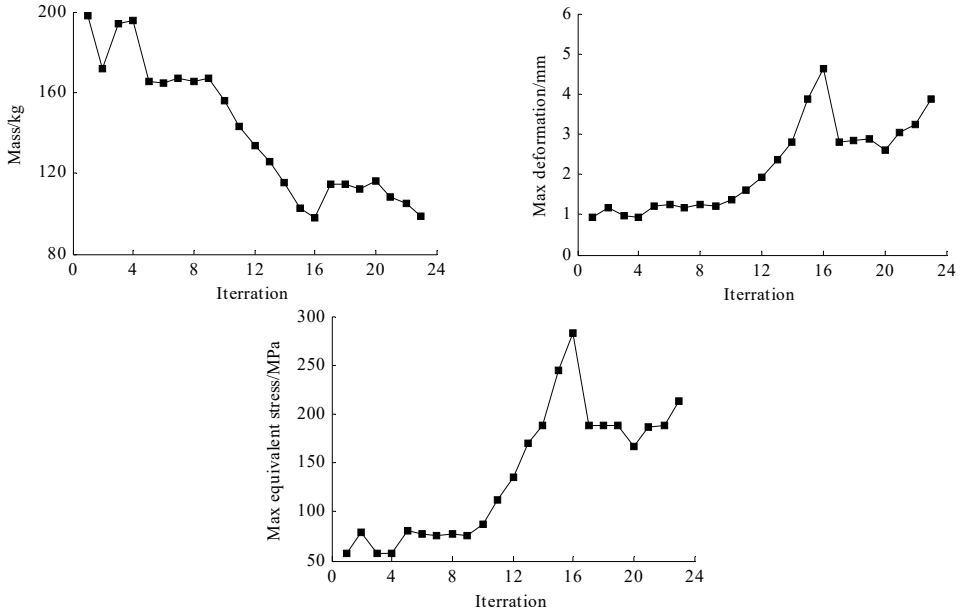 200
160
120
80
Mass/kg
0 4 8 12 16 20 24
Iterration
6
5
4
3
2
1
0
Max deformation/mm
0 4 8 12 16 20 24
Iterration
300
250
200
150
100
50
Max equivalent stress/MPa
0 4 8 12 16 20 24
Iterration